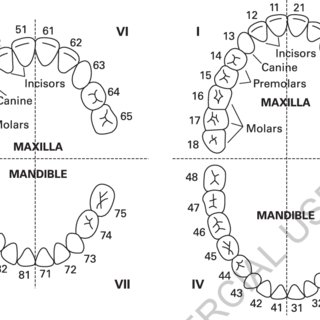 51 61 VI
62
63
Incisors
Canine 64
Molars 65
MAXILLA
MANDIBLE
75
74
73
72
81 71 VII
I 11 21
12
13 Incisors
14 Canine
15 Premolars
16 MAXILLA
17 Molars
18
48
47
46 MANDIBLE
45
44
43
IV 42 41 31